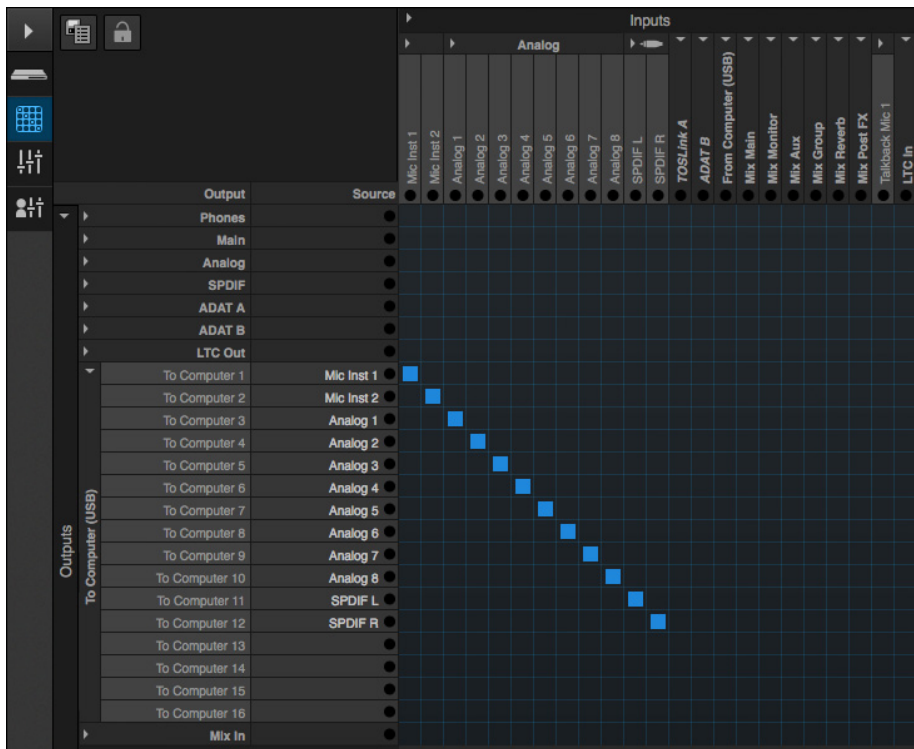 Inputs
Analog
Mic Inst 1
Mic Inst 2
Analog 1
Analog 2
Analog 3
Analog 4
Analog 5
Analog 6
Analog 7
Analog 8
SPDIF L
SPDIF R
TOSLink A
ADAT B
From Computer (USB)
Mix Main
Mix Monitor
Mix Aux
Mix Group
Mix Reverb
Mix Post FX
Talkback Mic 1
LTC In
Output Source
Phones
Main
Analog
SPDIF
ADAT A
ADAT B
LTC Out
Outputs
To Computer (USB)
To Computer 1 Mic Inst 1
To Computer 2 Mic Inst 2
To Computer 3 Analog 1
To Computer 4 Analog 2
To Computer 5 Analog 3
To Computer 6 Analog 4
To Computer 7 Analog 5
To Computer 8 Analog 6
To Computer 9 Analog 7
To Computer 10 Analog 8
To Computer 11 SPDIF L
To Computer 12 SPDIF R
To Computer 13
To Computer 14
To Computer 15
To Computer 16
Mix In